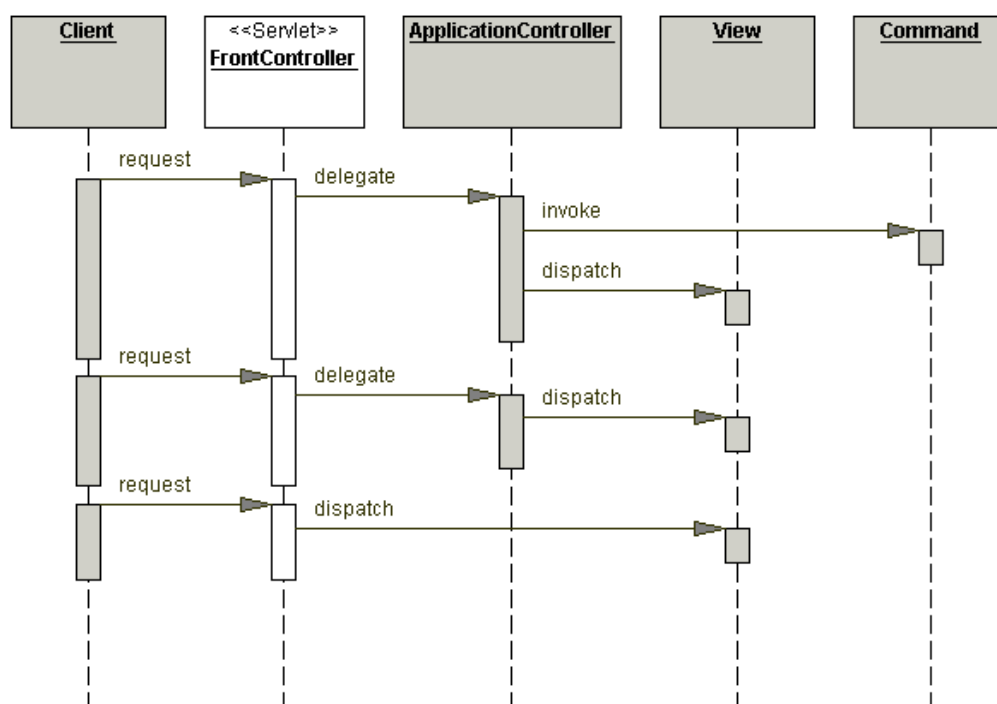 Client
<<Servlet>>
FrontController
ApplicationController
View
Command
request
delegate
invoke
dispatch
request
delegate
dispatch
request
dispatch